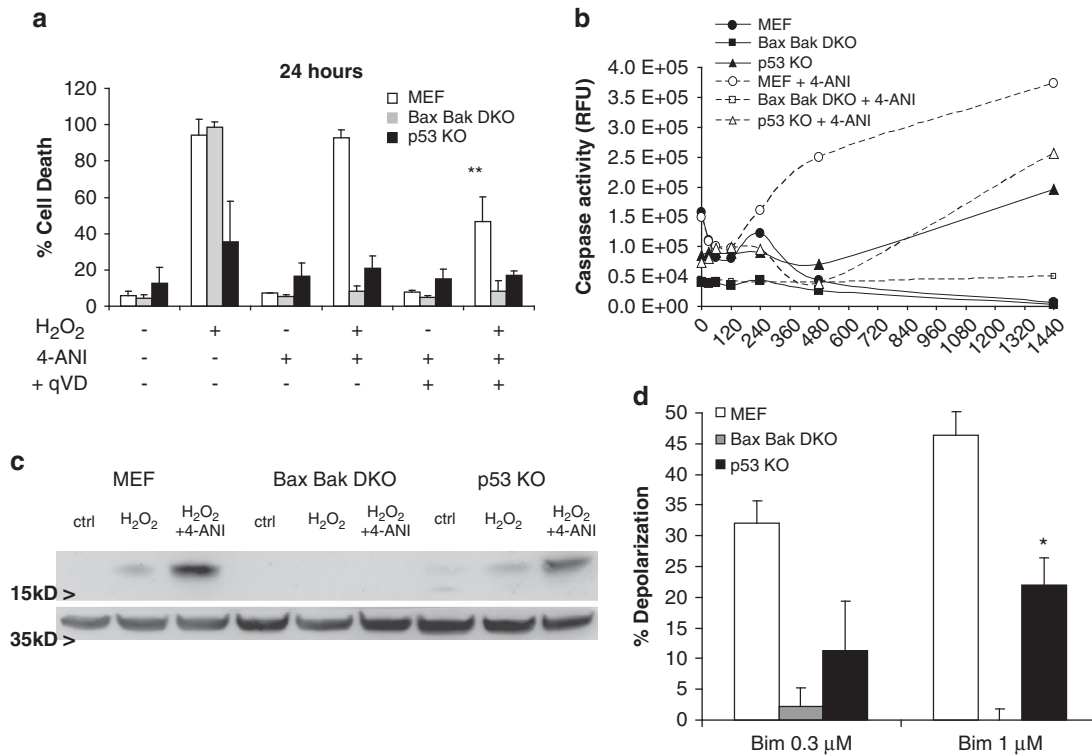 a
24 hours
% Cell Death
120
100
80
60
40
20
0
MEF
Bax Bak DKO
p53 KO
**
H₂O₂ - + - + - +
4-ANI - - + + + +
+ qVD - - - - + +
b
MEF
Bax Bak DKO
p53 KO
MEF + 4-ANI
Bax Bak DKO + 4-ANI
p53 KO + 4-ANI
Caspase activity (RFU)
4.0 E+05
3.5 E+05
3.0 E+05
2.5 E+05
2.0 E+05
1.5 E+05
1.0 E+05
5.0 E+04
0.0 E+00
0 120 240 360 480 600 720 840 960 1080 1200 1320 1440
c
MEF Bax Bak DKO p53 KO
ctrl H₂O₂ H₂O₂ +4-ANI ctrl H₂O₂ H₂O₂ +4-ANI ctrl H₂O₂ H₂O₂ +4-ANI
15kD >
35kD >
d
% Depolarization
50
45
40
35
30
25
20
15
10
5
0
MEF
Bax Bak DKO
p53 KO
*
Bim 0.3 μM Bim 1 μM